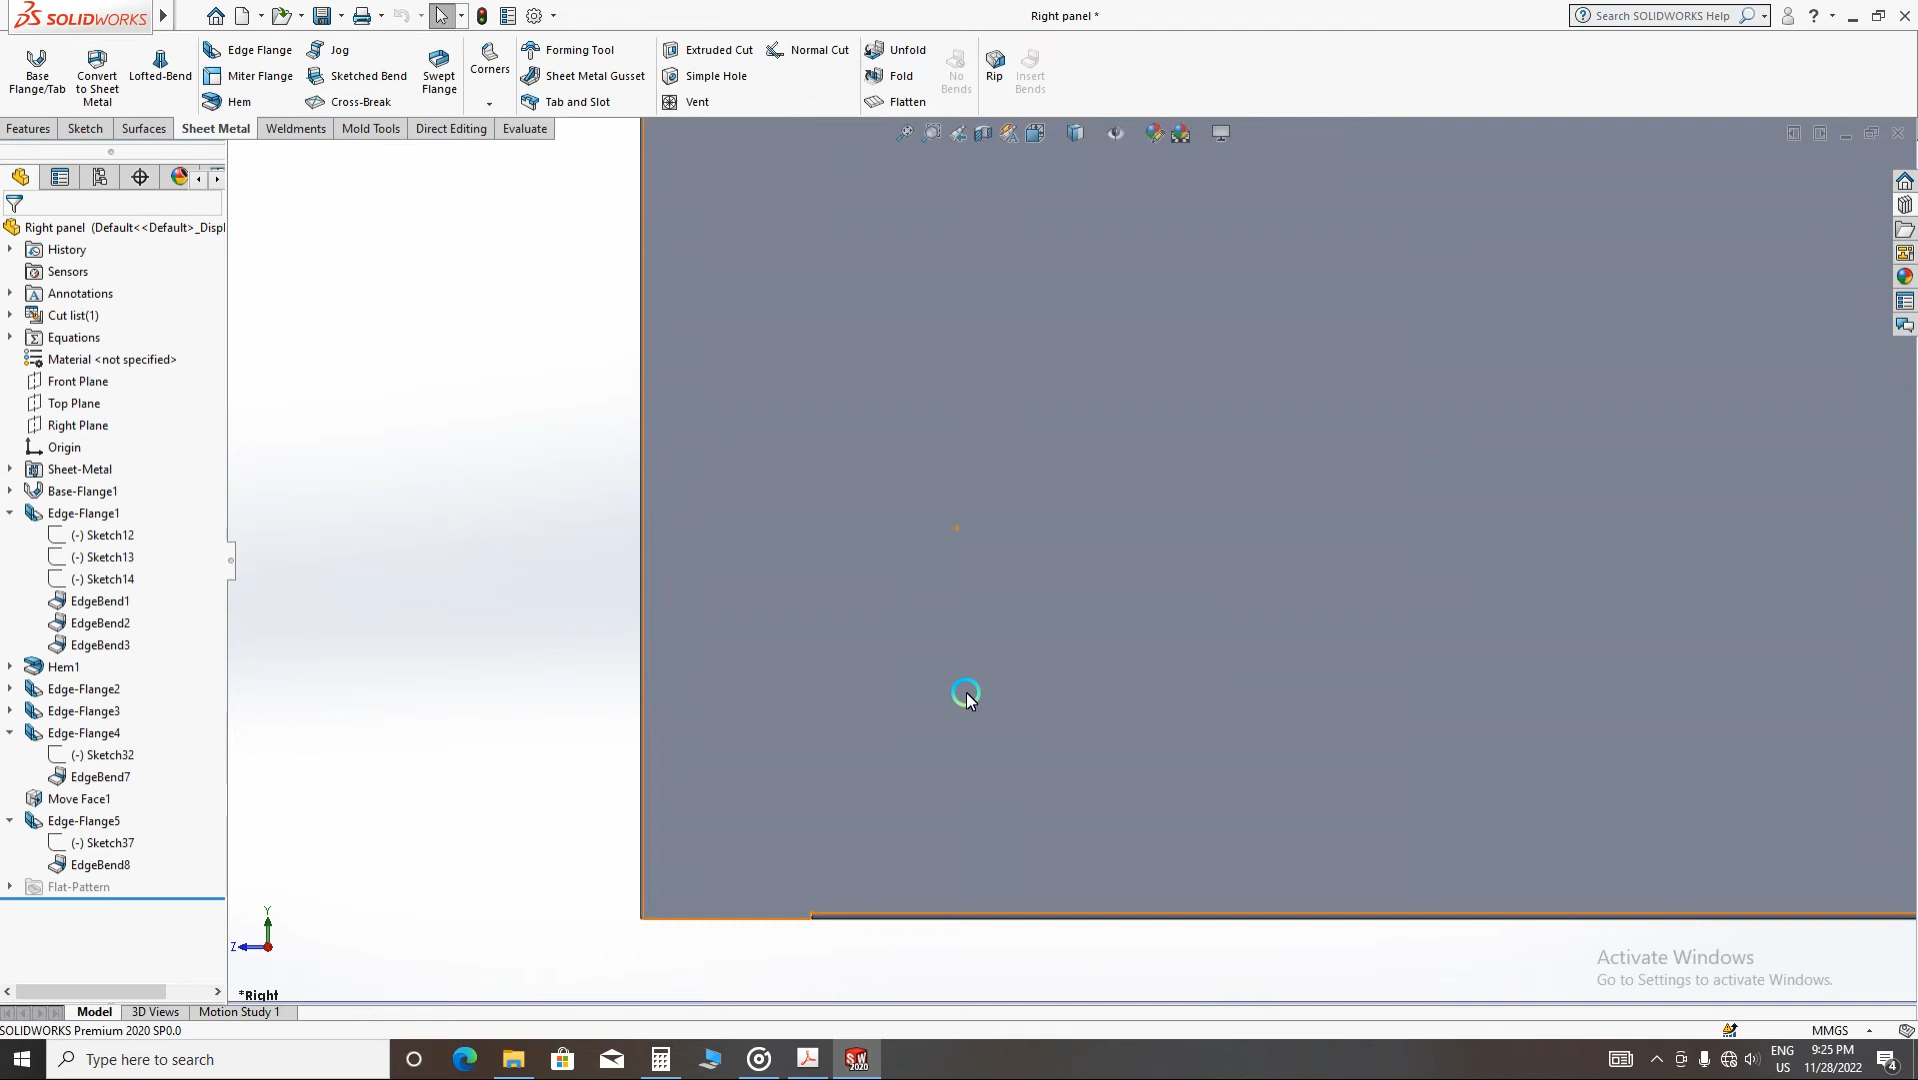 SOLIDWORKS
Right panel *
Search SOLIDWORKS Help
Base Flange/Tab
Convert to Sheet Metal
Lofted-Bend
Edge Flange
Miter Flange
Hem
Jog
Sketched Bend
Cross-Break
Swept Flange
Corners
Forming Tool
Sheet Metal Gusset
Tab and Slot
Extruded Cut
Simple Hole
Vent
Normal Cut
Unfold
Fold
Flatten
No Bends
Rip
Insert Bends
Features
Sketch
Surfaces
Sheet Metal
Weldments
Mold Tools
Direct Editing
Evaluate
Right panel (Default<<Default>_Displ
History
Sensors
Annotations
Cut list(1)
Equations
Material <not specified>
Front Plane
Top Plane
Right Plane
Origin
Sheet-Metal
Base-Flange1
Edge-Flange1
(-) Sketch12
(-) Sketch13
(-) Sketch14
EdgeBend1
EdgeBend2
EdgeBend3
Hem1
Edge-Flange2
Edge-Flange3
Edge-Flange4
(-) Sketch32
EdgeBend7
Move Face1
Edge-Flange5
(-) Sketch37
EdgeBend8
Flat-Pattern
Y
Z
*Right
Activate Windows
Go to Settings to activate Windows.
Model
3D Views
Motion Study 1
SOLIDWORKS Premium 2020 SP0.0
MMGS
Type here to search
SW
2020
ENG
US
9:25 PM
11/28/2022
4